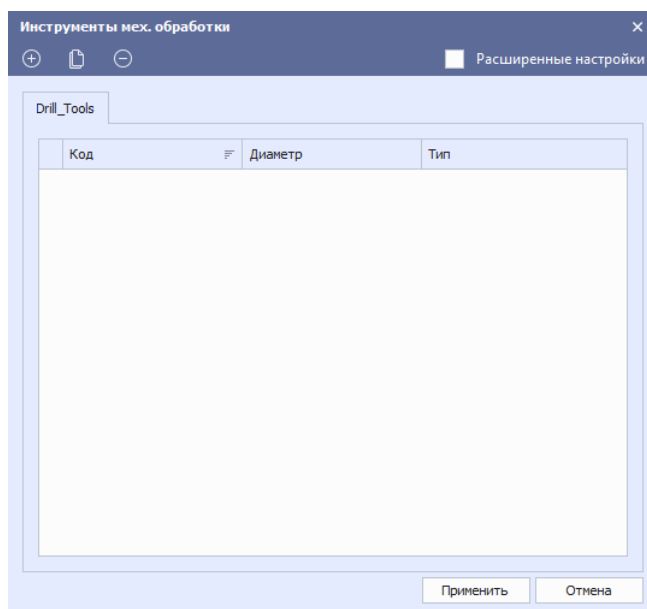 Инструменты мех. обработки
Расширенные настройки
Drill_Tools
Код Диаметр Тип
Применить Отмена